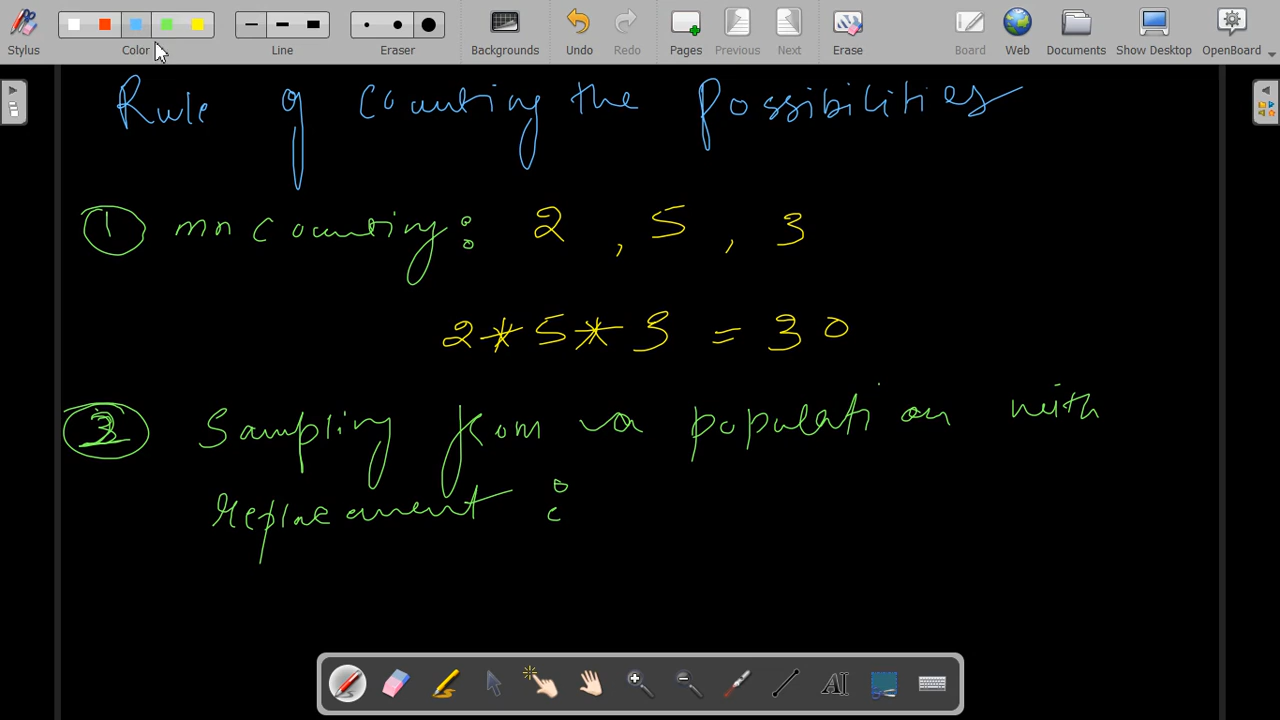 Stylus
Color
Line
Eraser
Backgrounds
Undo
Redo
Pages
Previous
Next
Erase
Board
Web
Documents
Show Desktop
OpenBoard
Rule of Counting the Possibilities
① mn Counting: 2 , 5 , 3
2*5*3 = 30
Sampling from a population with
replacement :
AI